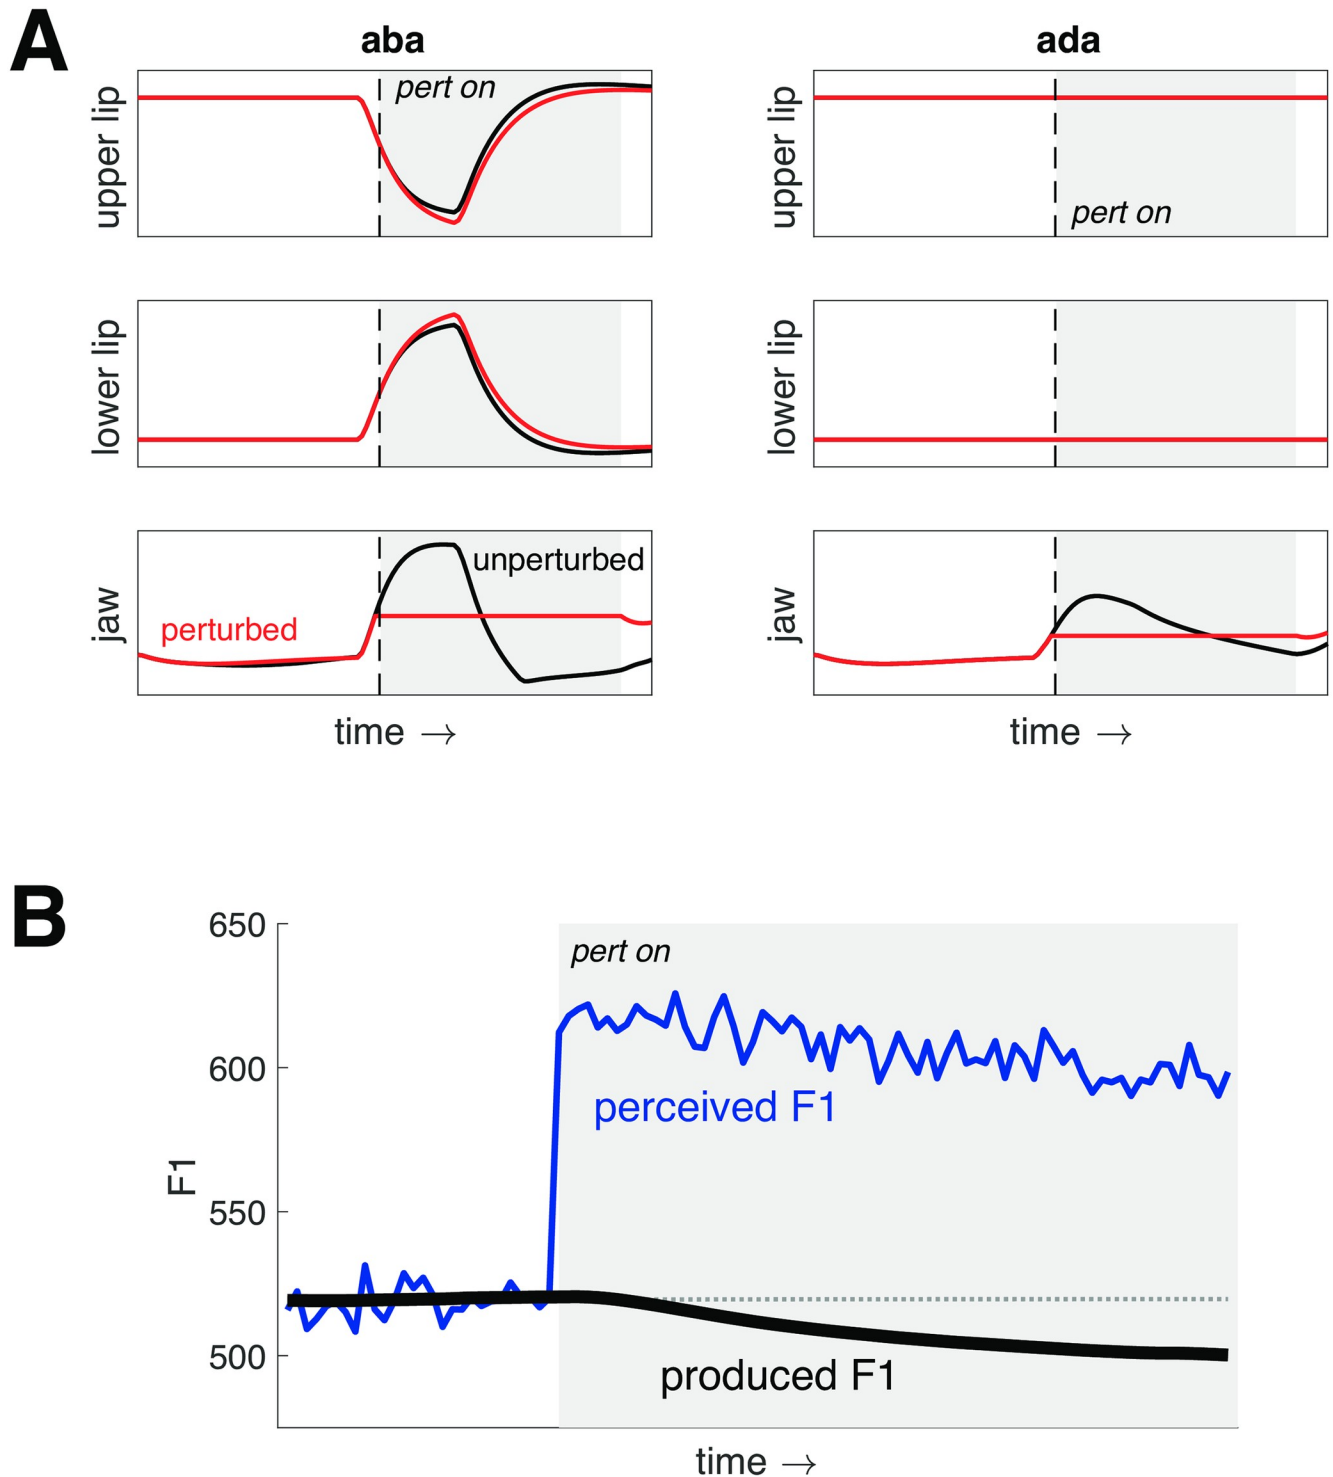 A
aba
ada
upper lip
pert on
upper lip
pert on
lower lip
lower lip
jaw
unperturbed
perturbed
jaw
time →
time →
B
650
600
550
500
F1
pert on
perceived F1
produced F1
time →